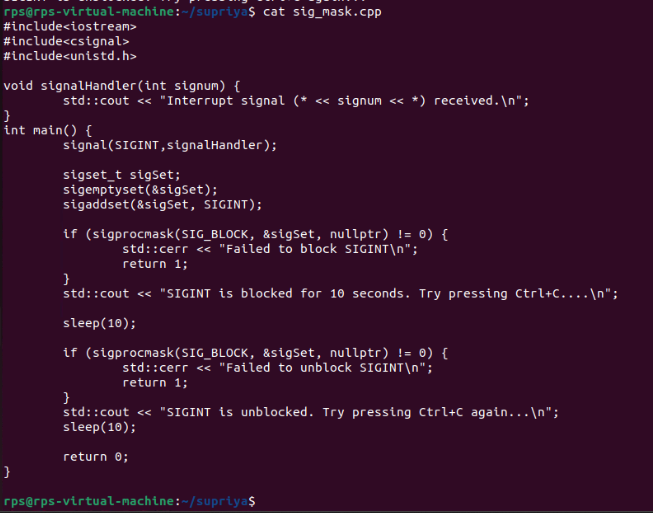 rps@rps-virtual-machine:~/supriya$ cat sig_mask.cpp
#include<iostream>
#include<csignal>
#include<unistd.h>

void signalHandler(int signum) {
        std::cout << "Interrupt signal (* << signum << *) received.\n";
}
int main() {
        signal(SIGINT,signalHandler);

        sigset_t sigSet;
        sigemptyset(&sigSet);
        sigaddset(&sigSet, SIGINT);

        if (sigprocmask(SIG_BLOCK, &sigSet, nullptr) != 0) {
                std::cerr << "Failed to block SIGINT\n";
                return 1;
        }
        std::cout << "SIGINT is blocked for 10 seconds. Try pressing Ctrl+C....\n";

        sleep(10);

        if (sigprocmask(SIG_BLOCK, &sigSet, nullptr) != 0) {
                std::cerr << "Failed to unblock SIGINT\n";
                return 1;
        }
        std::cout << "SIGINT is unblocked. Try pressing Ctrl+C again...\n";
        sleep(10);

        return 0;
}

rps@rps-virtual-machine:~/supriya$